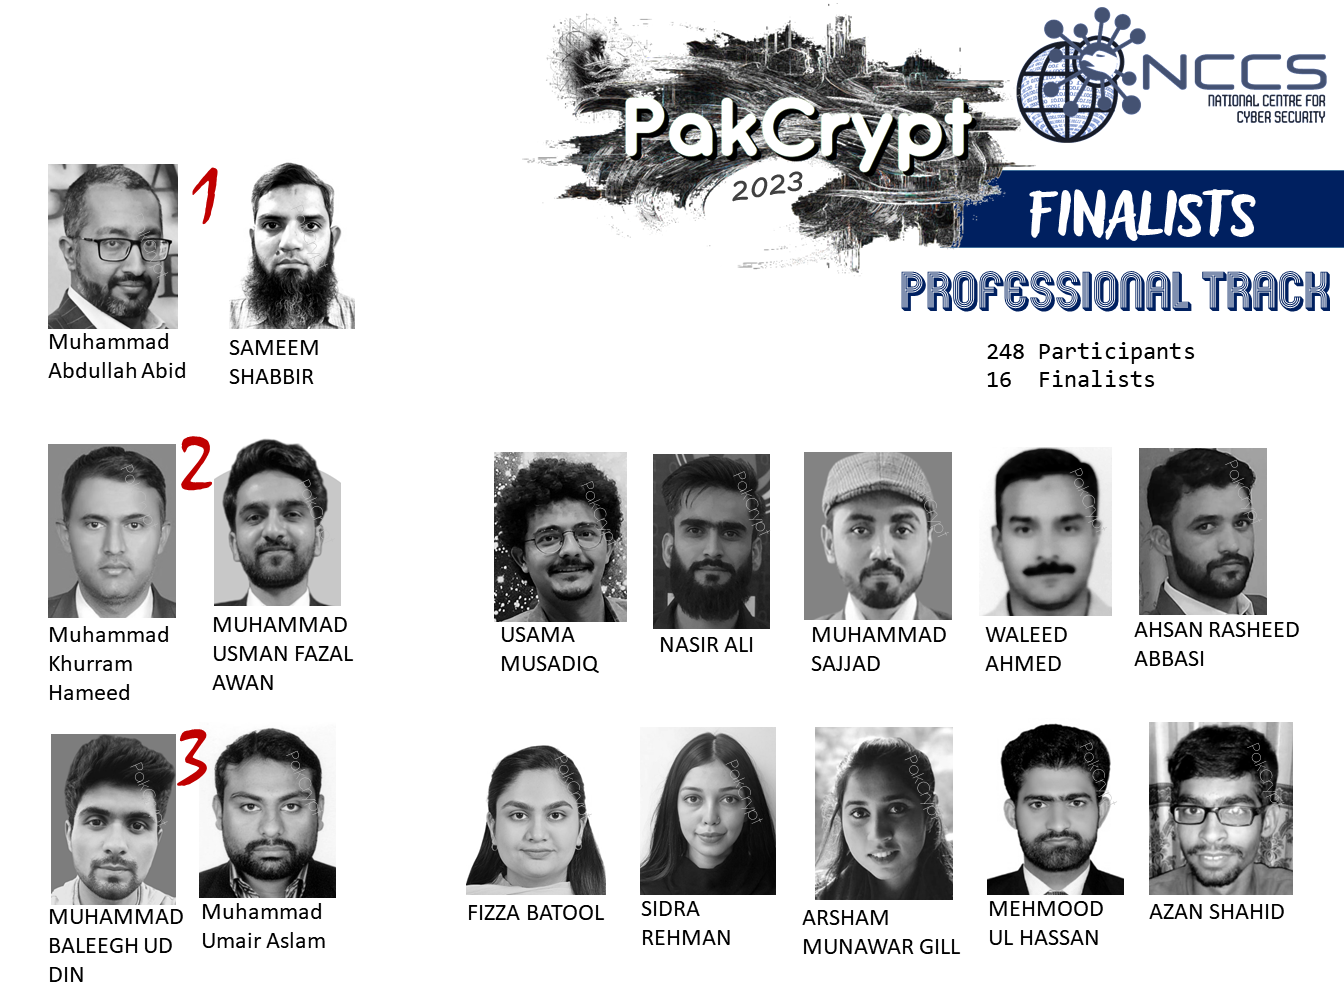 PakCrypt
2023
NCCS
NATIONAL CENTRE FOR
CYBER SECURITY
FINALISTS
PROFESSIONAL TRACK
248 Participants
16 Finalists
1
Muhammad
Abdullah Abid
SAMEEM
SHABBIR
2
Muhammad
Khurram
Hameed
MUHAMMAD
USMAN FAZAL
AWAN
USAMA
MUSADIQ
NASIR ALI
MUHAMMAD
SAJJAD
WALEED
AHMED
AHSAN RASHEED
ABBASI
3
MUHAMMAD
BALEEGH UD
DIN
Muhammad
Umair Aslam
FIZZA BATOOL
SIDRA
REHMAN
ARSHAM
MUNAWAR GILL
MEHMOOD
UL HASSAN
AZAN SHAHID